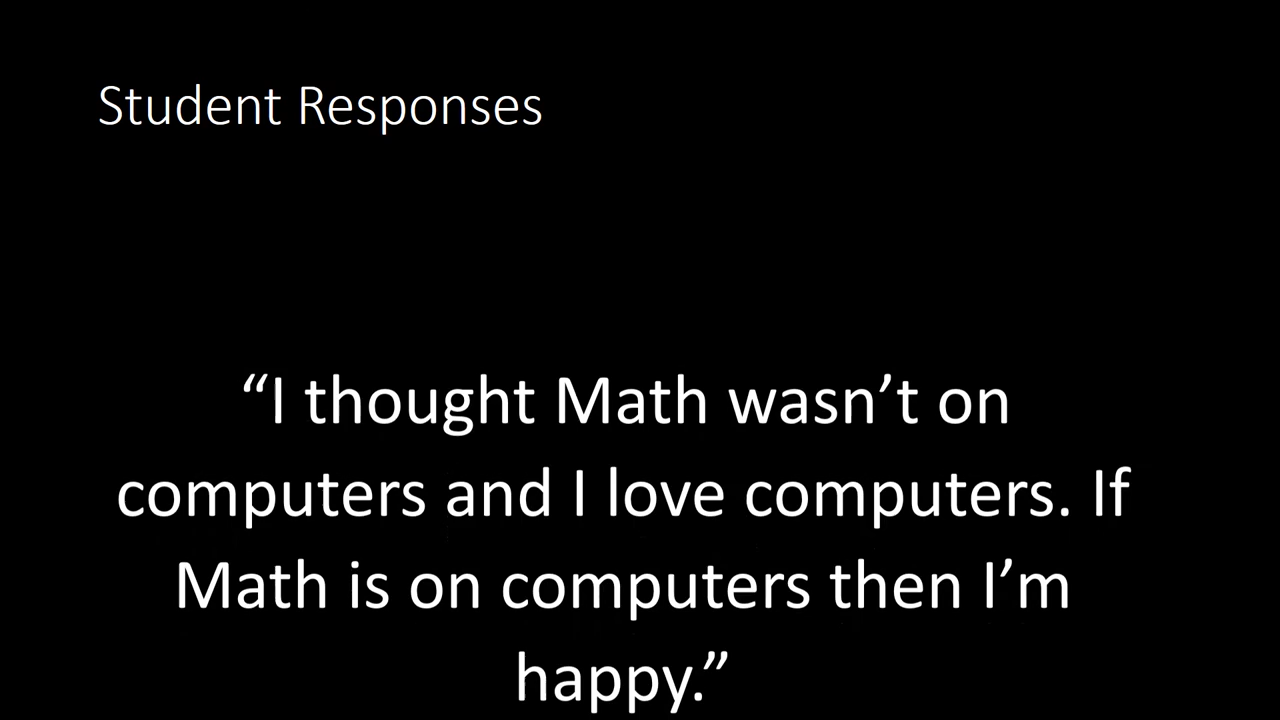 Student Responses
“I thought Math wasn’t on
computers and I love computers. If
Math is on computers then I’m
happy.”